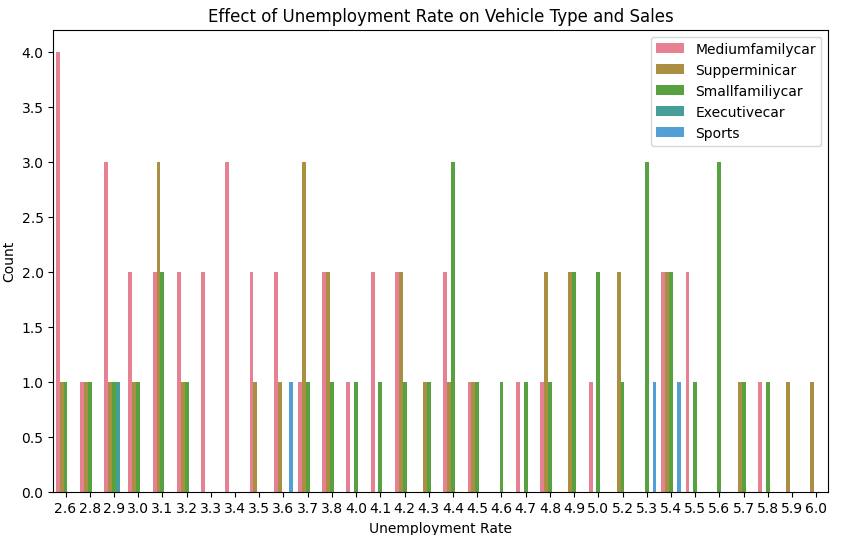 Effect of Unemployment Rate on Vehicle Type and Sales
Mediumfamilycar
Supperminicar
Smallfamiliycar
Executivecar
Sports
4.0
3.5
3.0
2.5
2.0
1.5
1.0
0.5
0.0
Count
2.6 2.8 2.9 3.0 3.1 3.2 3.3 3.4 3.5 3.6 3.7 3.8 4.0 4.1 4.2 4.3 4.4 4.5 4.6 4.7 4.8 4.9 5.0 5.2 5.3 5.4 5.5 5.6 5.7 5.8 5.9 6.0
Unemployment Rate